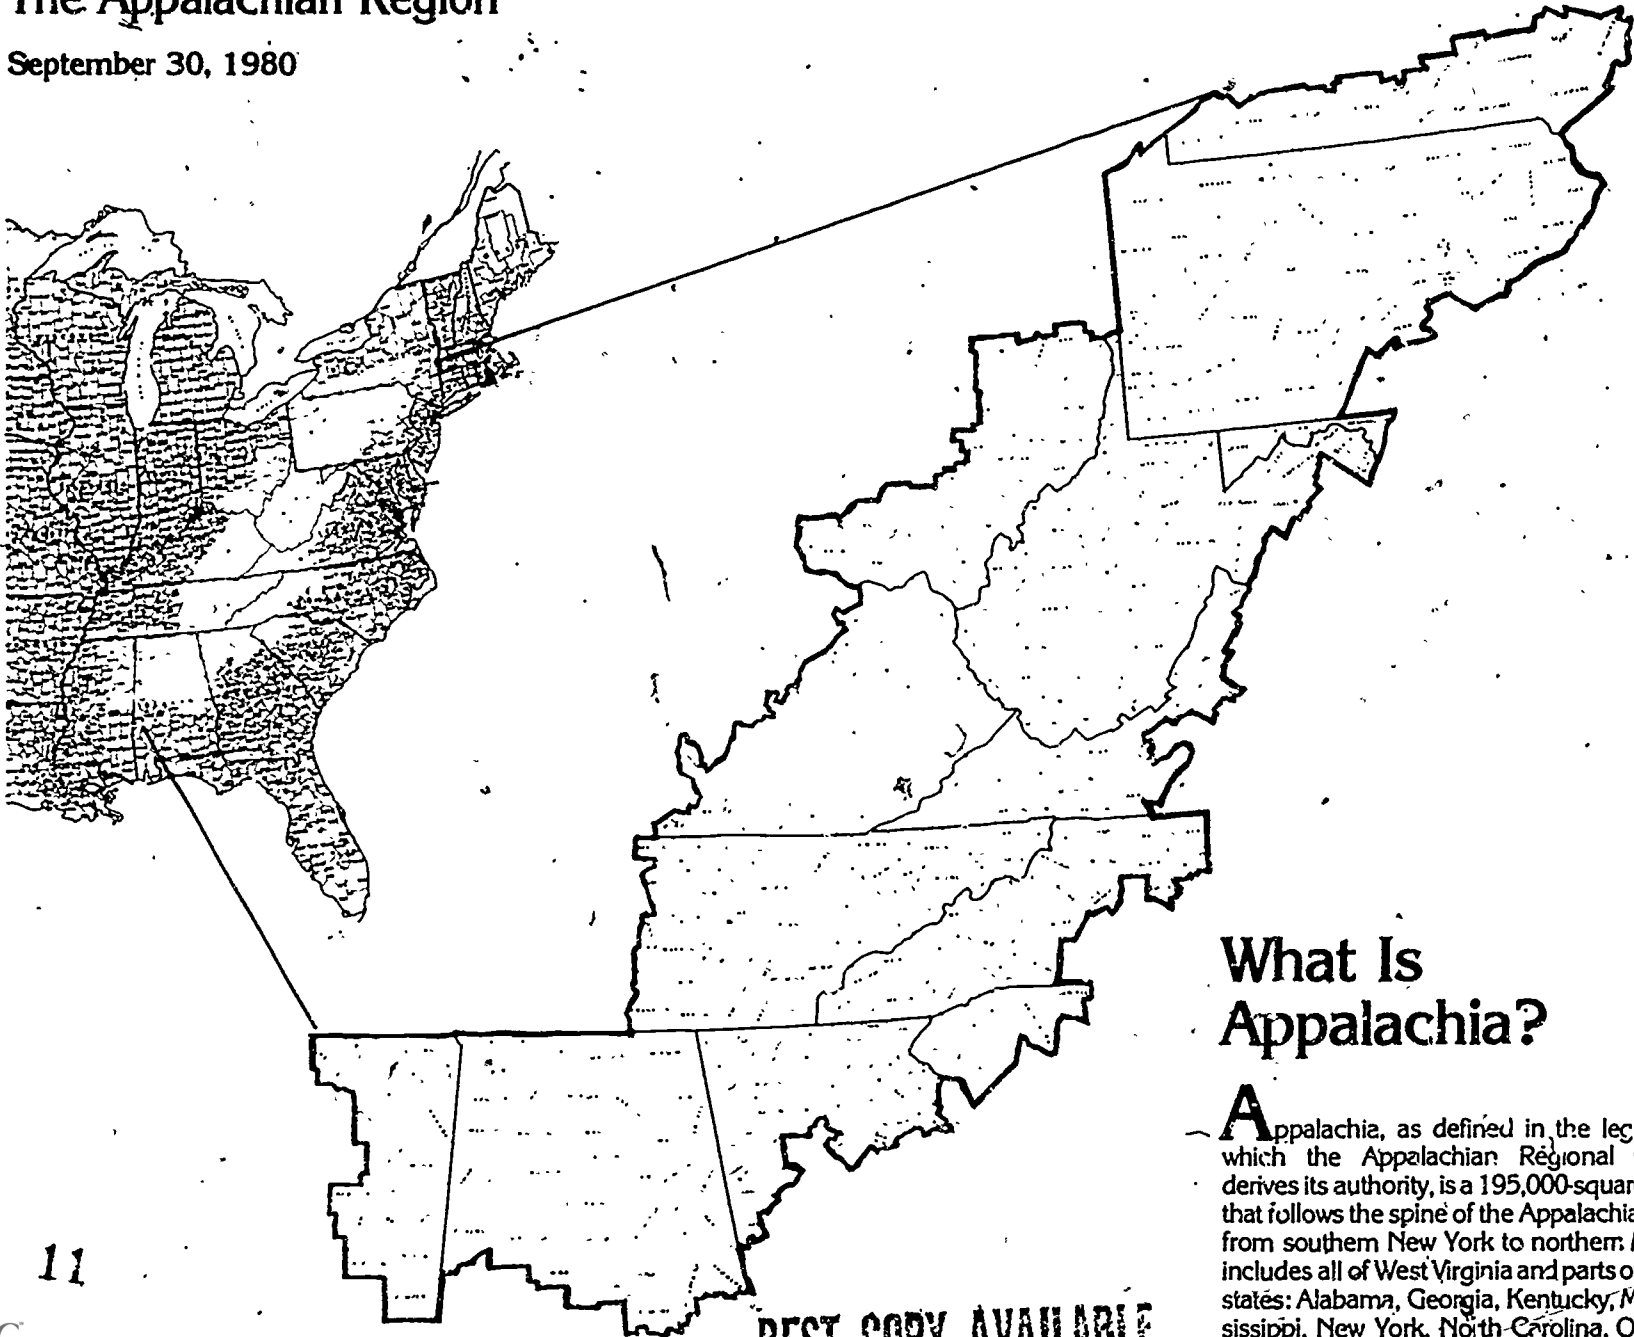 The Appalachian Region
September 30, 1980
What Is
Appalachia?
Appalachia, as defined in the leg
which the Appalachian Regional
derives its authority, is a 195,000-squar
that follows the spine of the Appalachia
from southern New York to northern
includes all of West Virginia and parts o
states: Alabama, Georgia, Kentucky, M
sissippi, New York, North Carolina, O
11
BEST COPY AVAILABLE